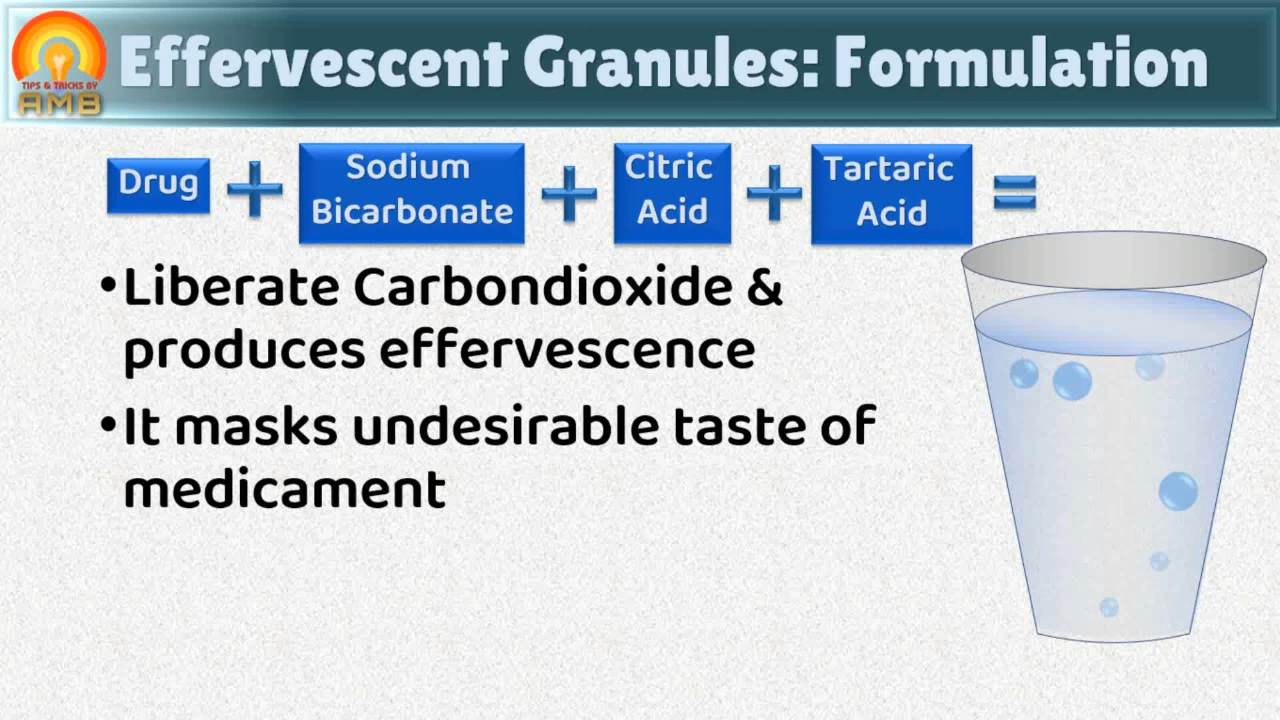 TIPS & TRICKS BY
AMB
Effervescent Granules: Formulation
Drug + Sodium Bicarbonate + Citric Acid + Tartaric Acid =
•Liberate Carbondioxide &
produces effervescence
•It masks undesirable taste of
medicament